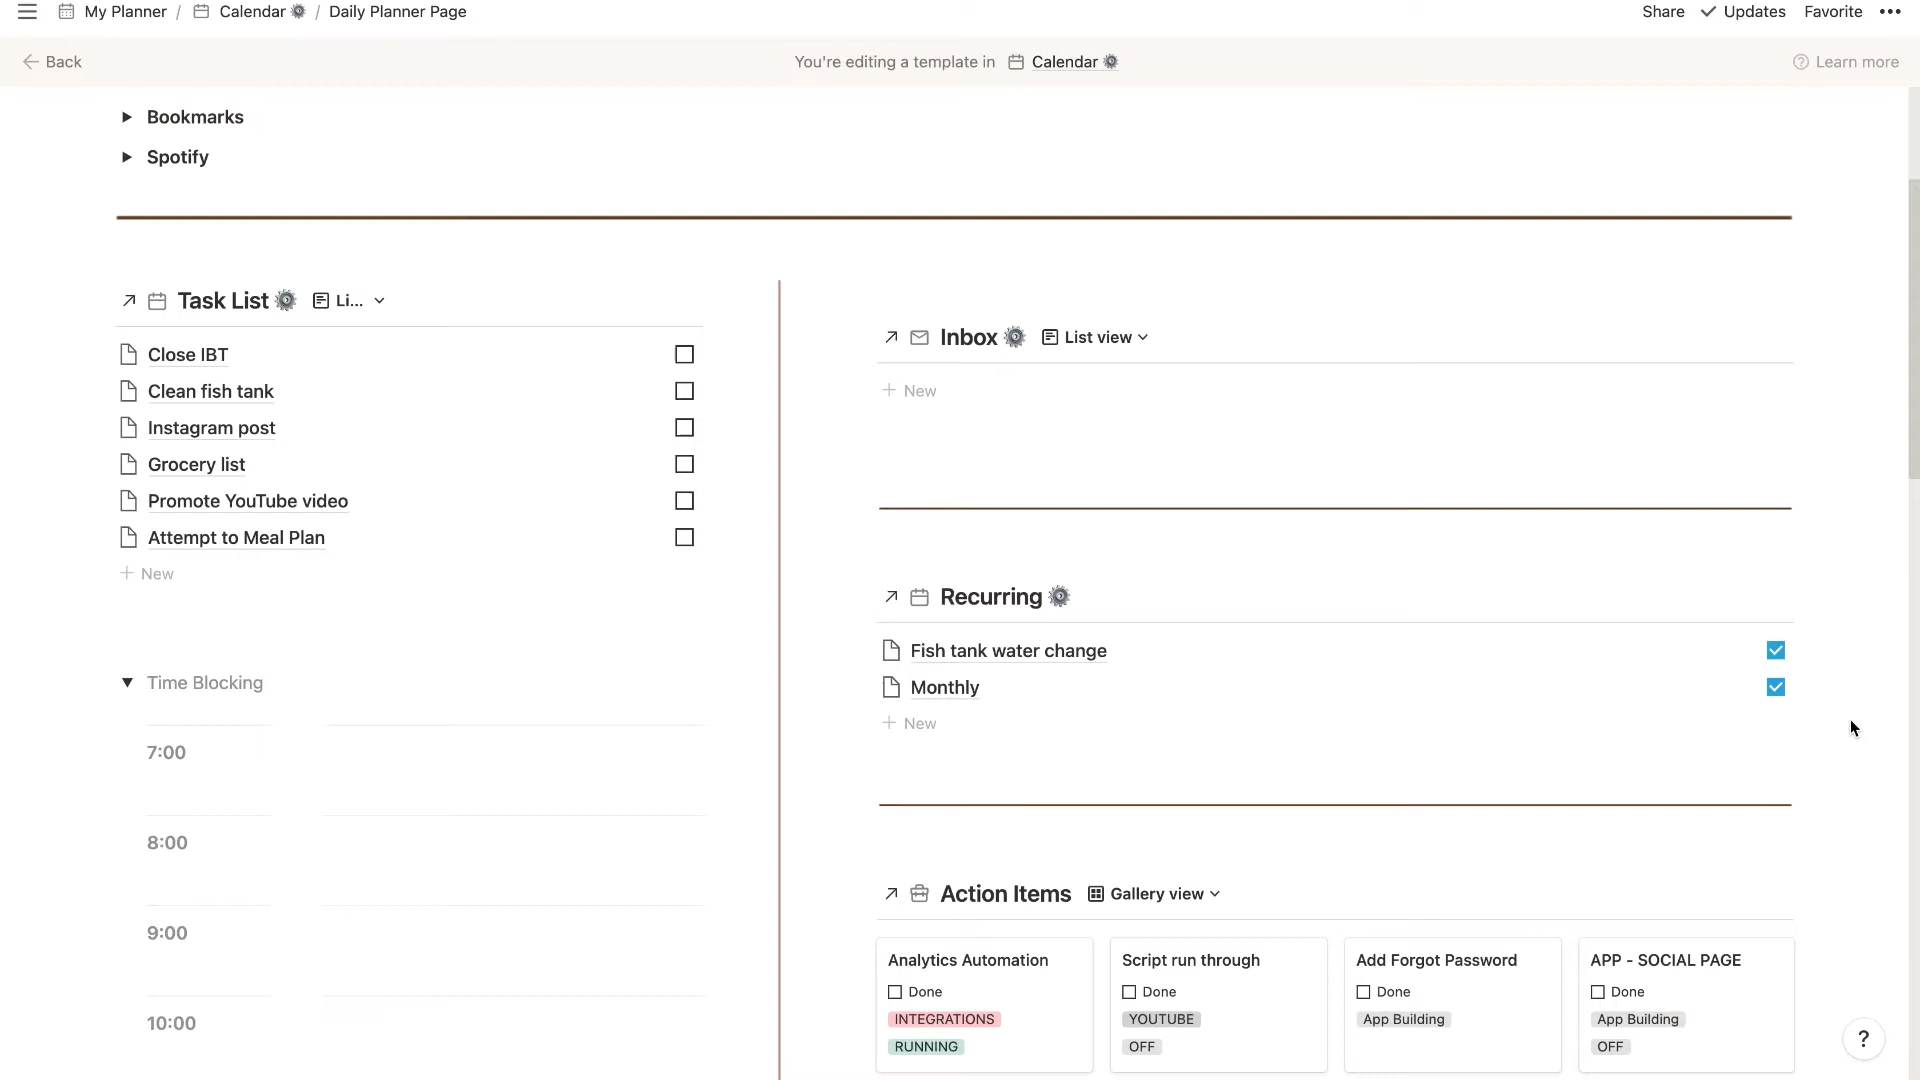 My Planner / Calendar / Daily Planner Page
Share Updates Favorite
Back
You're editing a template in Calendar
Learn more
Bookmarks
Spotify
Task List Li...
Close IBT
Clean fish tank
Instagram post
Grocery list
Promote YouTube video
Attempt to Meal Plan
+ New
Time Blocking
7:00
8:00
9:00
10:00
Inbox List view
+ New
Recurring
Fish tank water change
Monthly
+ New
Action Items Gallery view
Analytics Automation
Done
INTEGRATIONS
RUNNING
Script run through
Done
YOUTUBE
OFF
Add Forgot Password
Done
App Building
APP - SOCIAL PAGE
Done
App Building
OFF
?